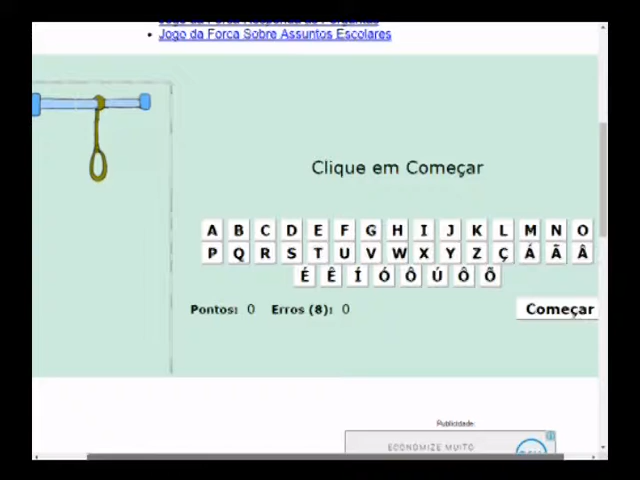 Jogo da Forca Sobre Assuntos Escolares
Clique em Começar
A B C D E F G H I J K L M N O
P Q R S T U V W X Y Z Ç Á Ã Â
É Ê Í Ó Ô Ú Ô Õ
Pontos: 0 Erros (8): 0
Começar
Publicidade
ECONOMIZE MUITO